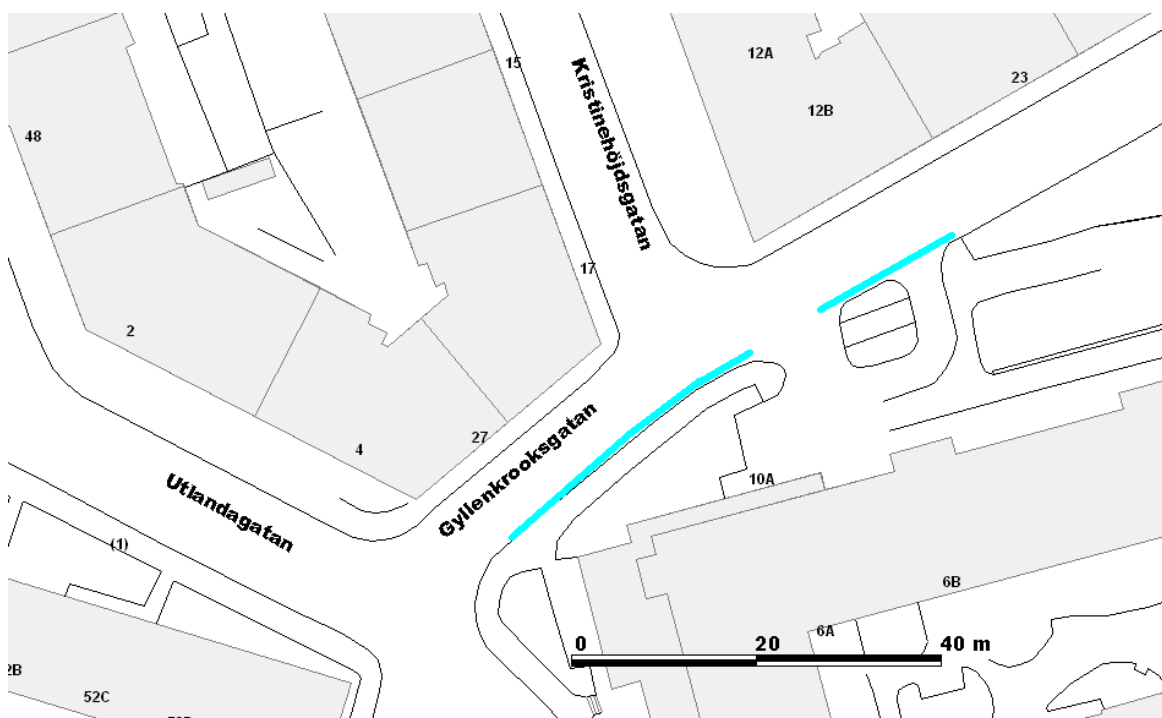 12A
23
15
Kristinehöjdsgatan
12B
48
17
2
27
4
Gyllenkrooksgatan
Utlandagatan
10A
(1)
6B
6A
0 20 40 m
2B
52C